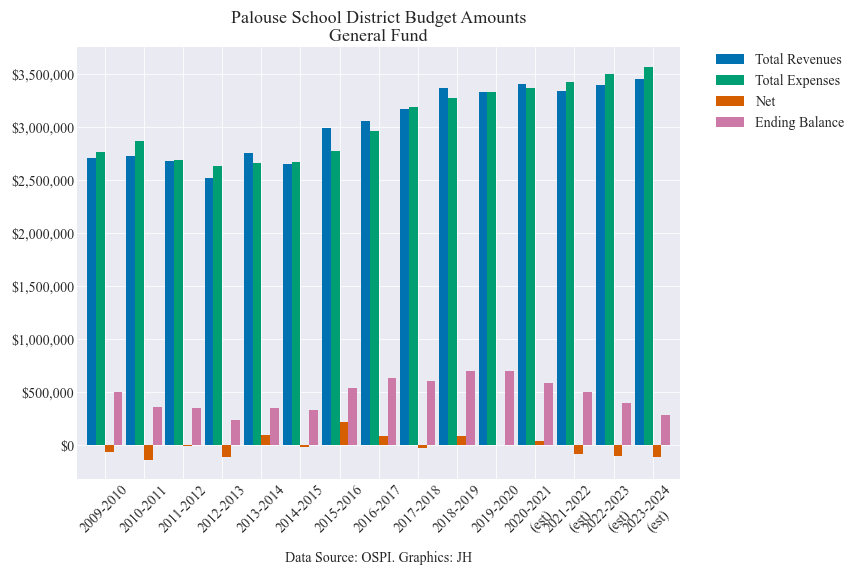 Palouse School District Budget Amounts
General Fund
Total Revenues
Total Expenses
Net
Ending Balance
$3,500,000
$3,000,000
$2,500,000
$2,000,000
$1,500,000
$1,000,000
$500,000
$0
2009-2010
2010-2011
2011-2012
2012-2013
2013-2014
2014-2015
2015-2016
2016-2017
2017-2018
2018-2019
2019-2020
2020-2021
(est)
2021-2022
(est)
2022-2023
(est)
2023-2024
(est)
Data Source: OSPI. Graphics: JH